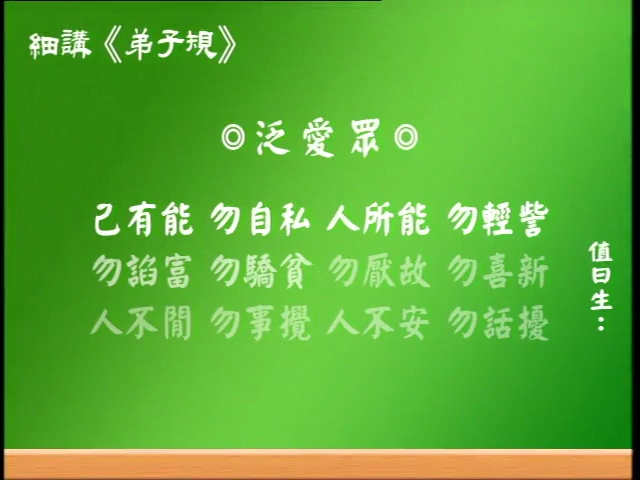 細講《弟子規》
◎泛愛眾◎
己有能 勿自私 人所能 勿輕訾
勿諂富 勿驕貧 勿厭故 勿喜新
人不閒 勿事攪 人不安 勿話擾
值日生：